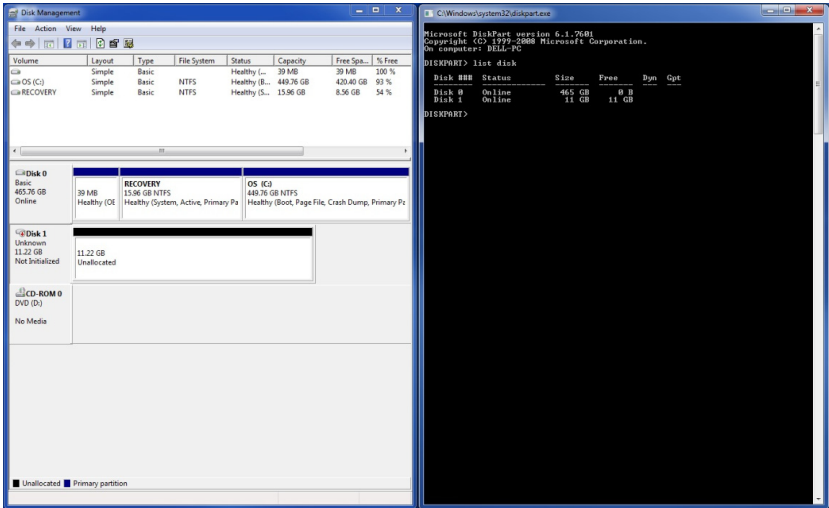 Disk Management
File Action View Help
Volume Layout Type File System Status Capacity Free Spa... % Free
Simple Basic Healthy (... 39 MB 39 MB 100 %
OS (C:) Simple Basic NTFS Healthy (B... 449.76 GB 420.40 GB 93 %
RECOVERY Simple Basic NTFS Healthy (S... 15.96 GB 8.56 GB 54 %
Disk 0
Basic
465.76 GB
Online
39 MB
Healthy (OE
RECOVERY
15.96 GB NTFS
Healthy (System, Active, Primary Pa
OS (C:)
449.76 GB NTFS
Healthy (Boot, Page File, Crash Dump, Primary Pa
Disk 1
Unknown
11.22 GB
Not Initialized
11.22 GB
Unallocated
CD-ROM 0
DVD (D:)
No Media
Unallocated Primary partition
C:\Windows\system32\diskpart.exe
Microsoft DiskPart version 6.1.7601
Copyright (C) 1999-2008 Microsoft Corporation.
On computer: DELL-PC
DISKPART> list disk
Disk ### Status Size Free Dyn Gpt
-------- ------------- ------- ------- --- ---
Disk 0 Online 465 GB 0 B
Disk 1 Online 11 GB 11 GB
DISKPART>